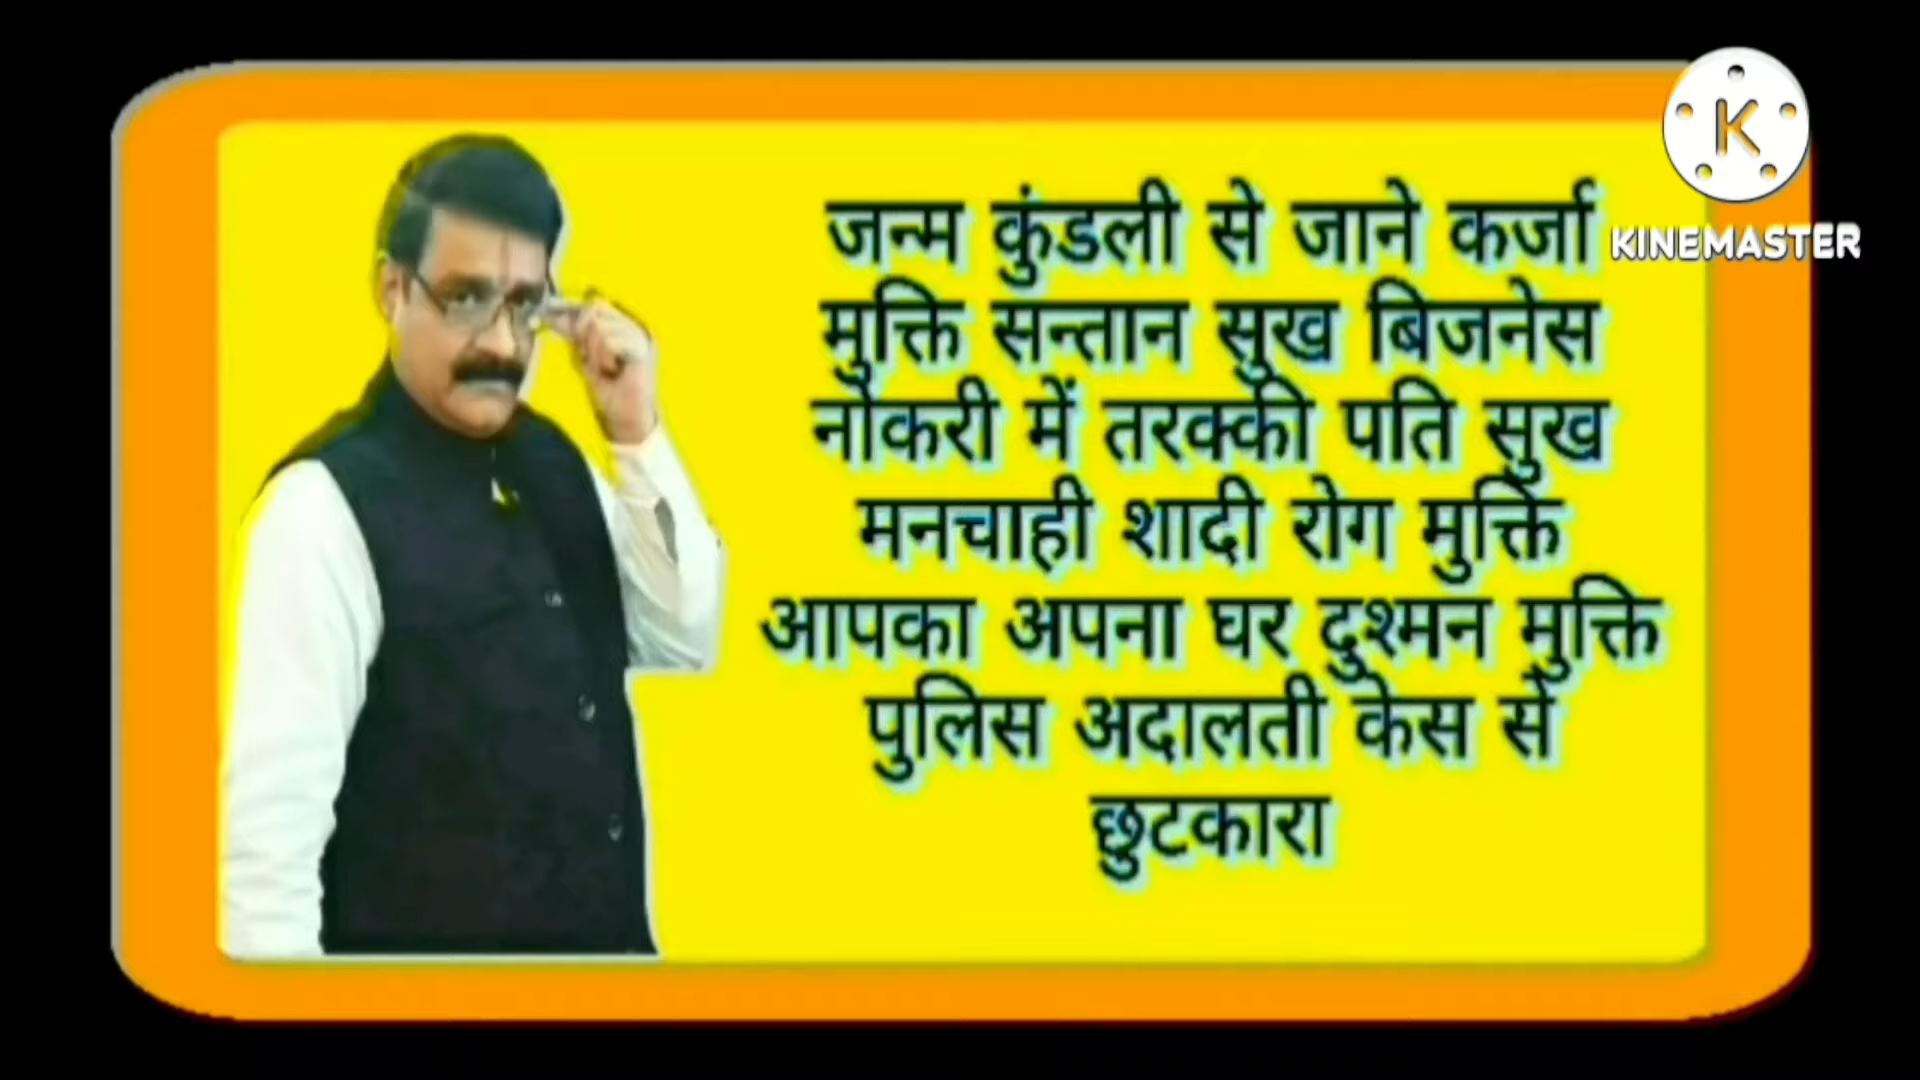 जन्म कुंडली से जाने कर्जा
मुक्ति सन्तान सुख बिजनेस
नौकरी में तरक्की पति सुख
मनचाही शादी रोग मुक्ति
आपका अपना घर दुश्मन मुक्ति
पुलिस अदालती केस से
छुटकारा
K
KINEMASTER